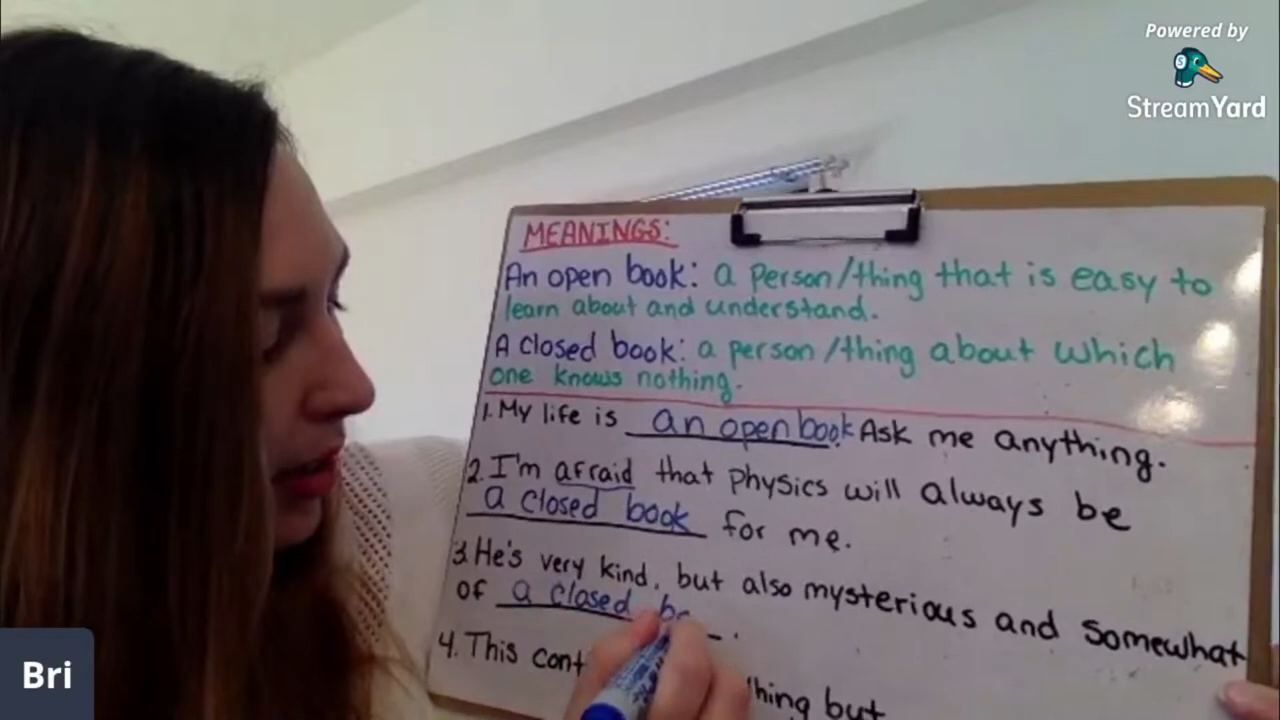 Powered by
StreamYard
MEANINGS:
An open book: a person/thing that is easy to
learn about and understand.
A closed book: a person/thing about which
one knows nothing.
1. My life is an open book. Ask me anything.
2. I'm afraid that physics will always be
a closed book for me.
3. He's very kind, but also mysterious and somewhat
of a closed
4. This but
Bri